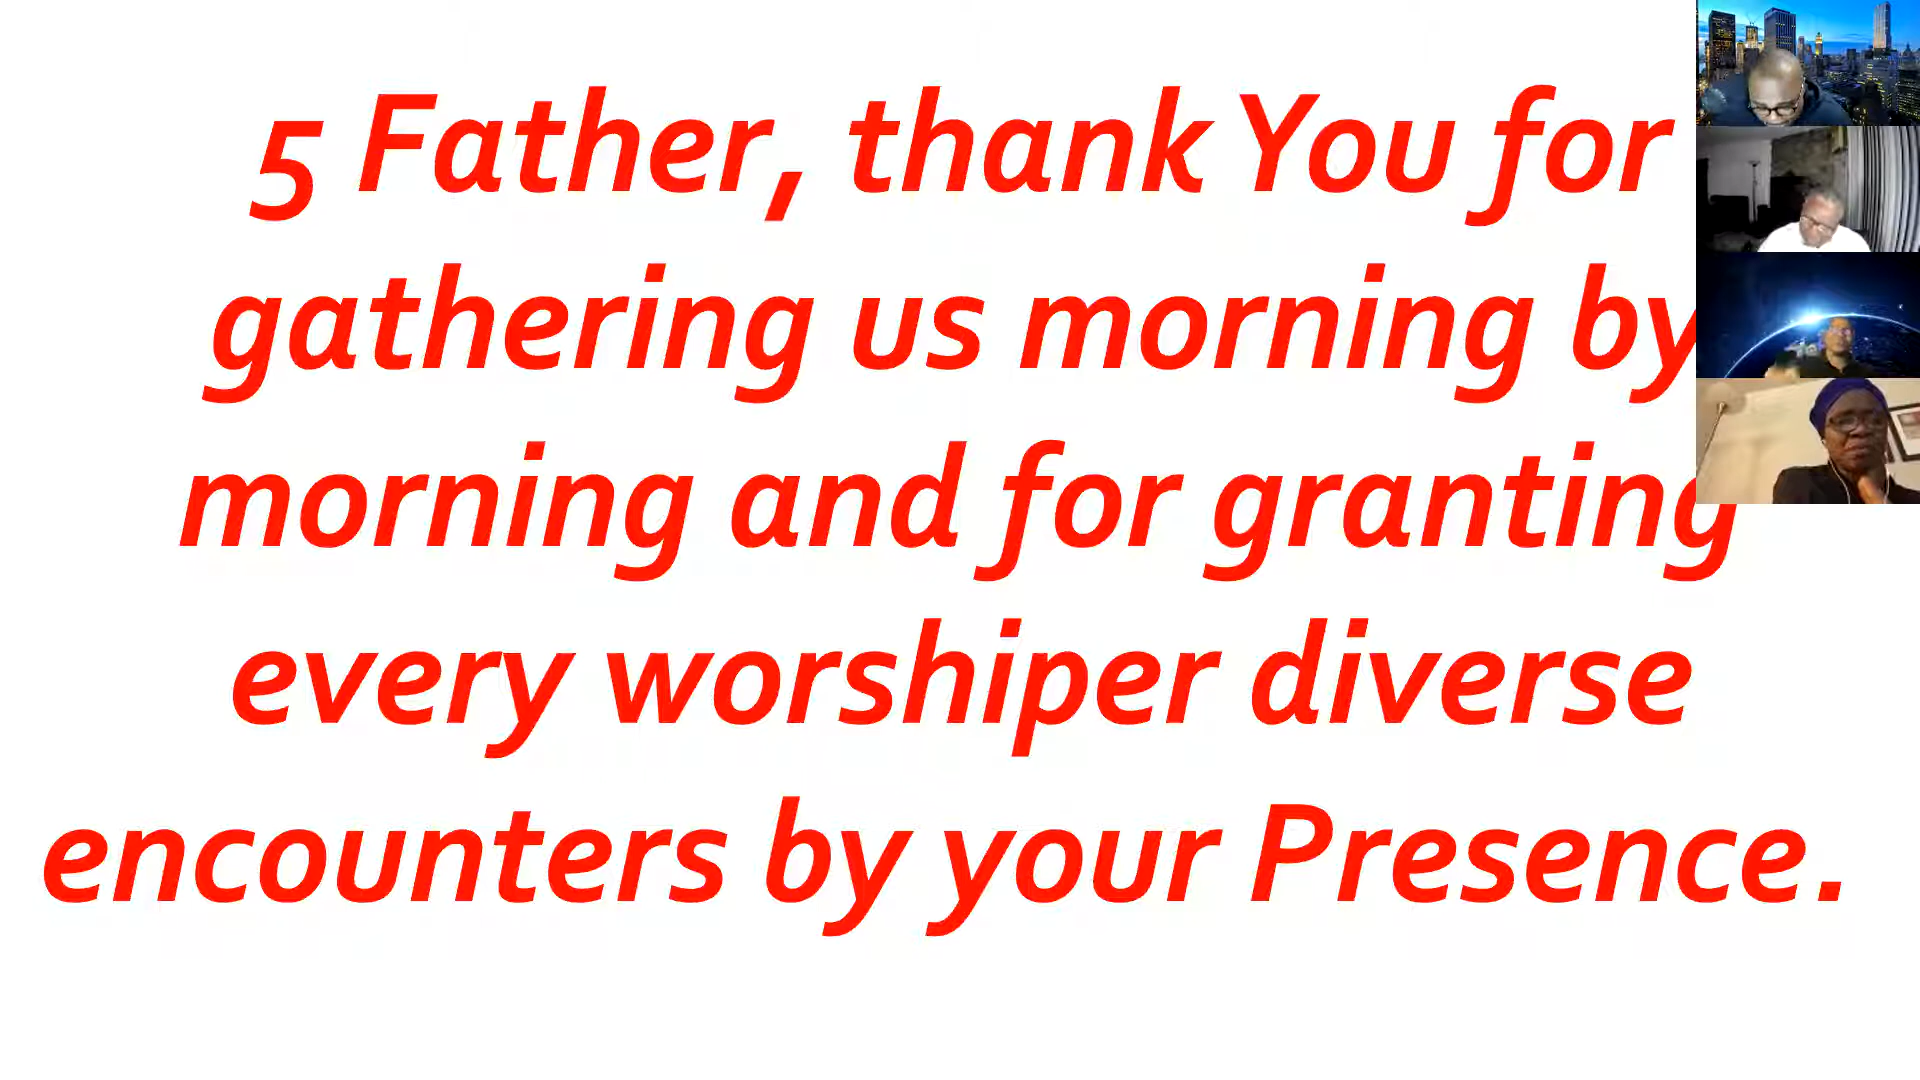 5 Father, thank You for
gathering us morning by
morning and for granting
every worshiper diverse
encounters by your Presence.